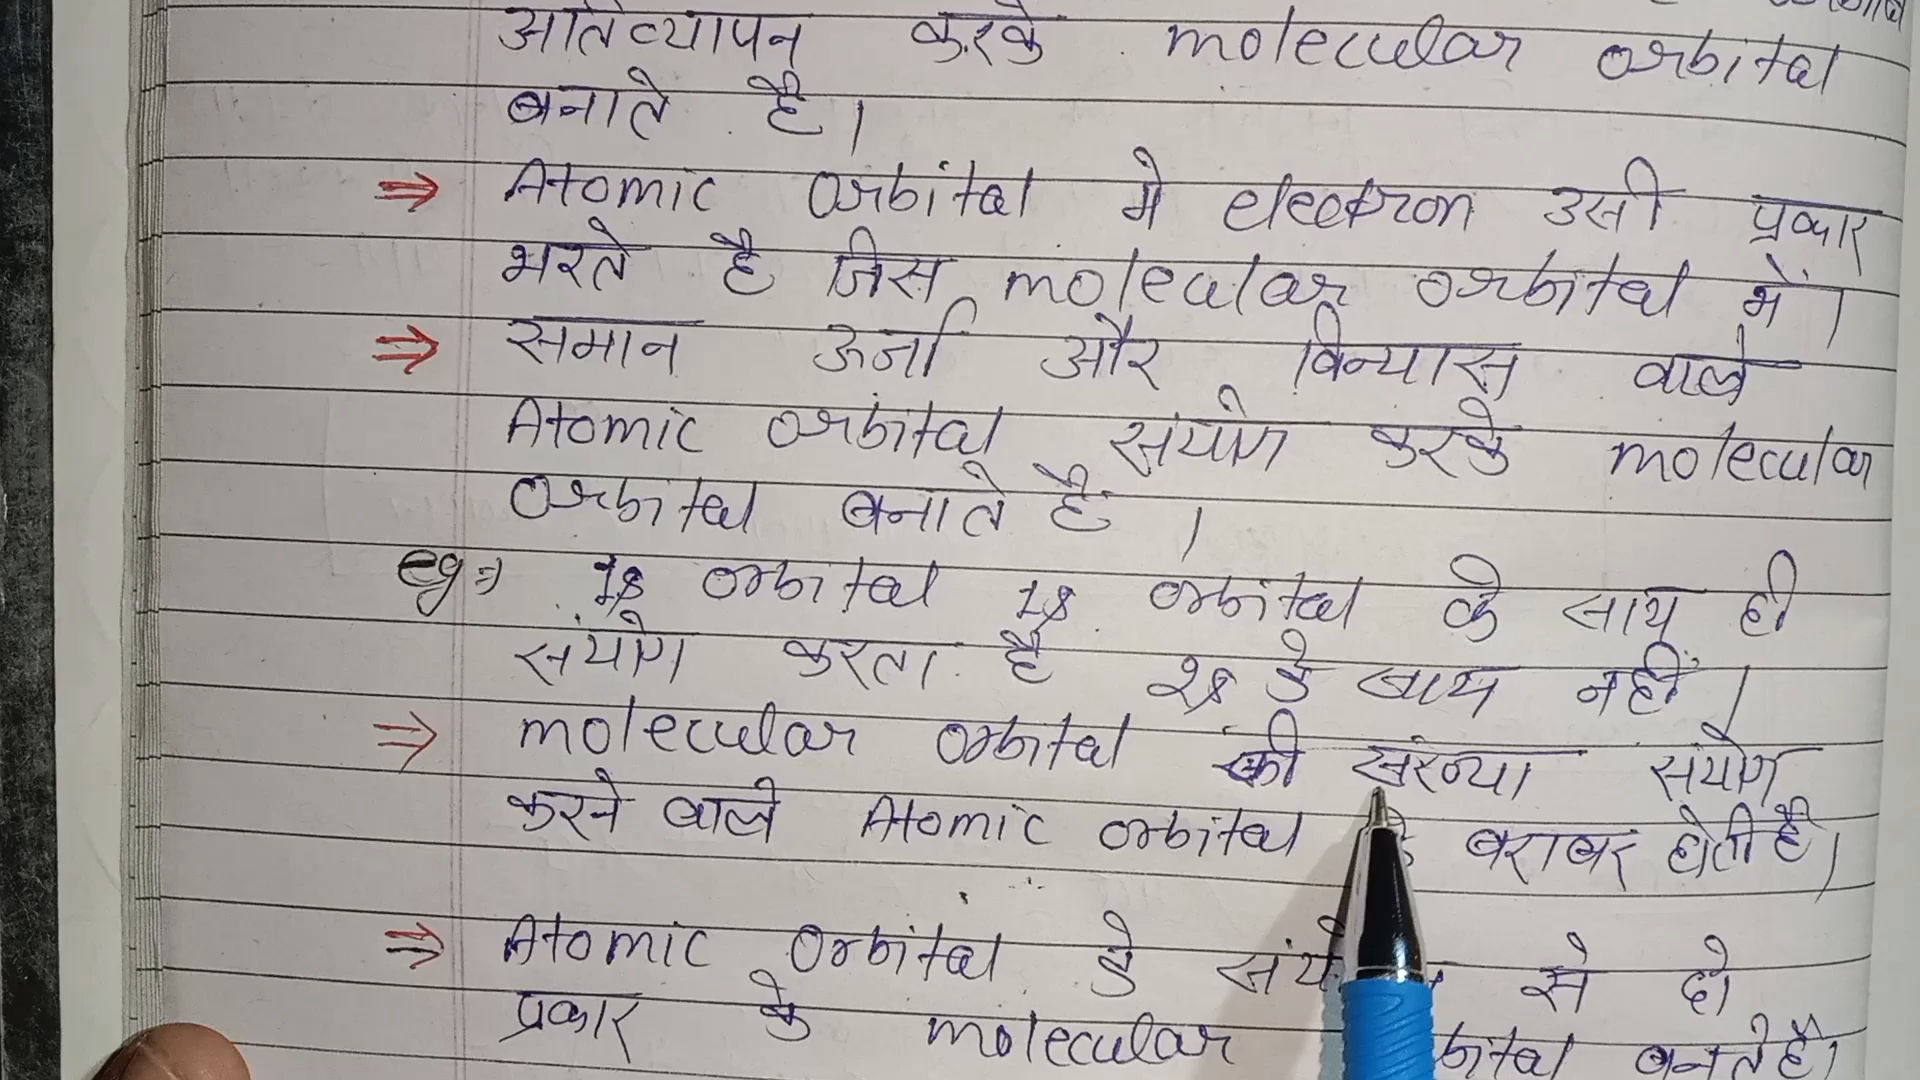 अतिव्यापन करके molecular orbital
बनाते है।
⇒ Atomic orbital मे electron उसी प्रकार
भरते है जिस molecular orbital में।
⇒ समान ऊर्जा और विन्यास वाले
Atomic orbital संयोग करके molecular
orbital बनाते है।
eg:) 1s orbital 1s orbital के साथ ही
संयोग करता है 2s के साथ नहीं।
⇒ molecular orbital की संख्या संयोग
करने वाले Atomic orbital के बराबर होती है।
⇒ Atomic orbital के से दो
प्रकार के molecular बनते है।